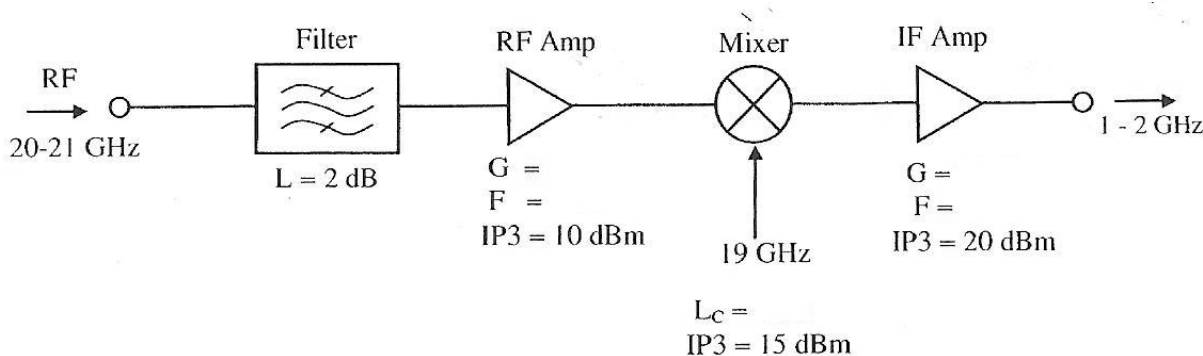 Filter
RF Amp
Mixer
IF Amp
RF
20-21 GHz
1 - 2 GHz
L = 2 dB
G =
F =
IP3 = 10 dBm
19 GHz
G =
F =
IP3 = 20 dBm
L_C =
IP3 = 15 dBm